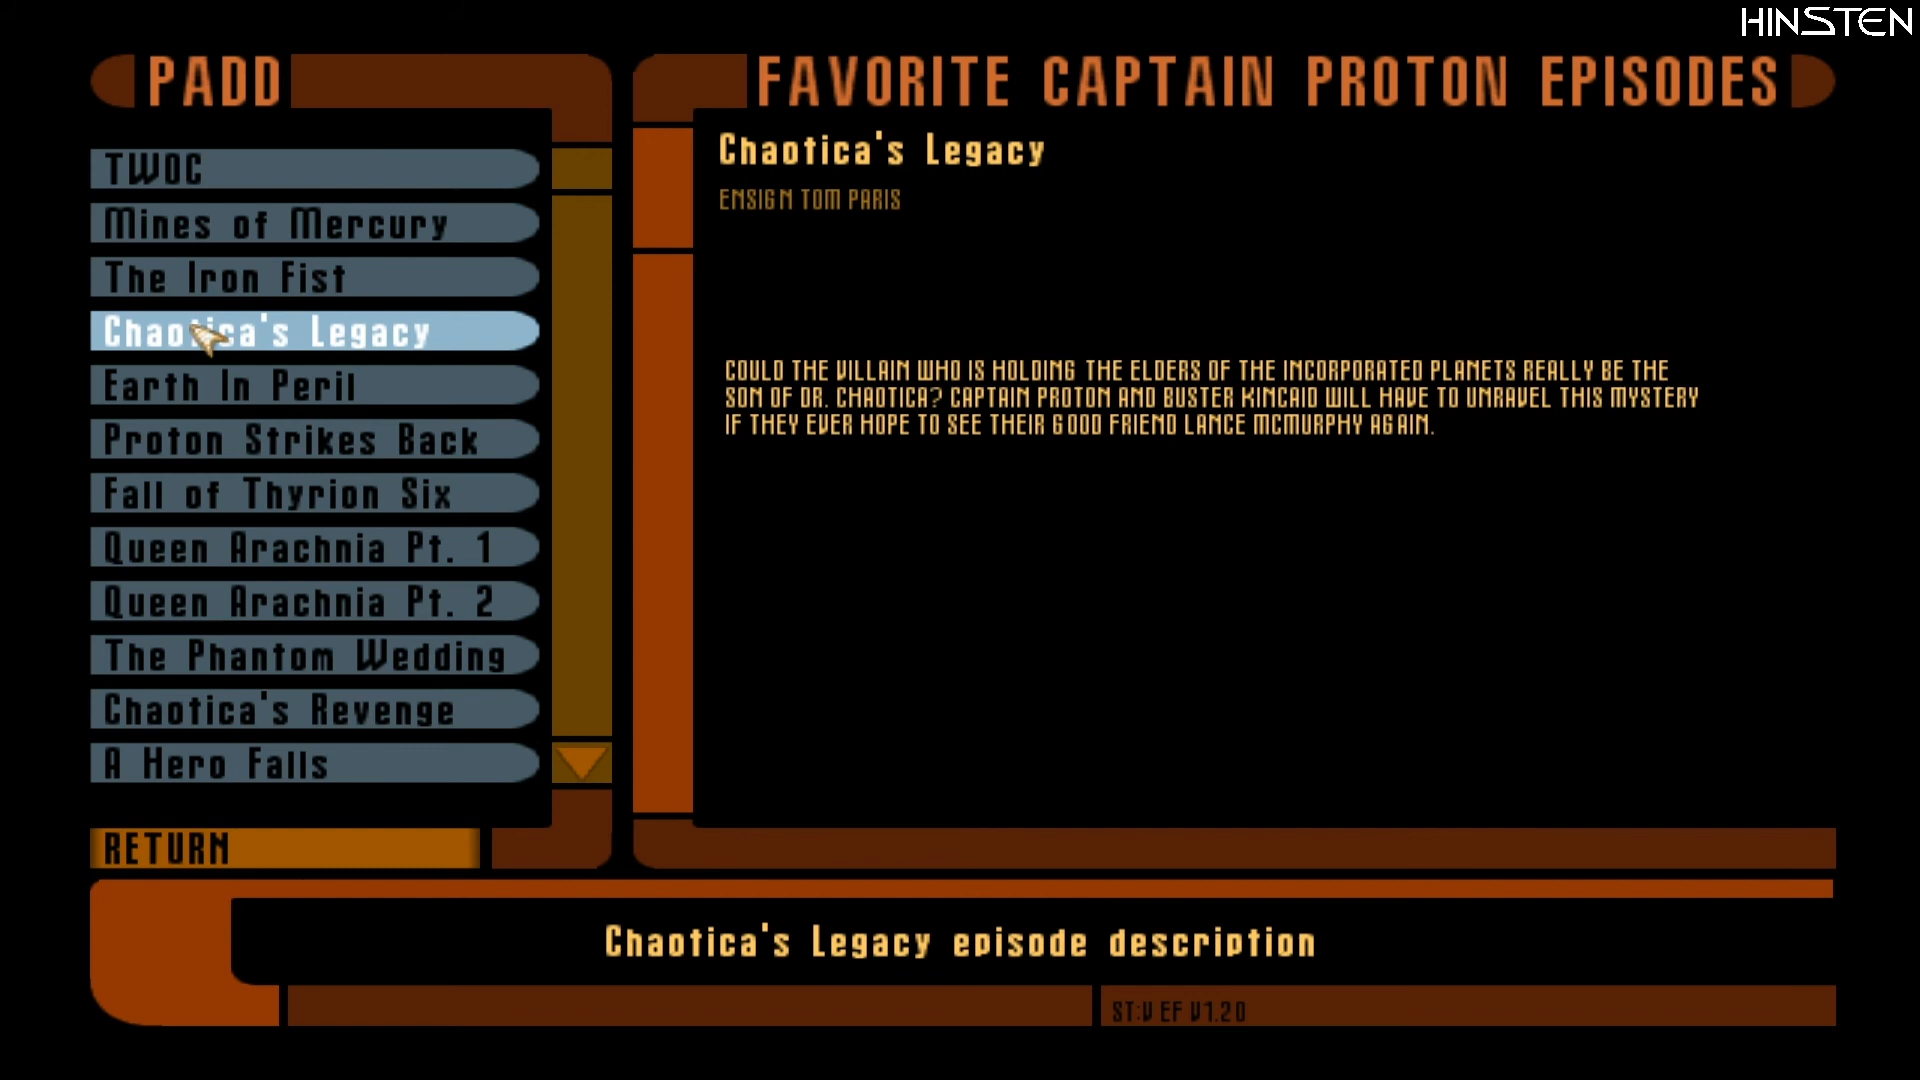 HINSTEN
PADD
TWOC
Mines of Mercury
The Iron Fist
Chaotica's Legacy
Earth In Peril
Proton Strikes Back
Fall of Thyrion Six
Queen Arachnia Pt. 1
Queen Arachnia Pt. 2
The Phantom Wedding
Chaotica's Revenge
A Hero Falls
RETURN
FAVORITE CAPTAIN PROTON EPISODES
Chaotica's Legacy
ENSIGN TOM PARIS
COULD THE VILLAIN WHO IS HOLDING THE ELDERS OF THE INCORPORATED PLANETS REALLY BE THE
SON OF DR. CHAOTICA? CAPTAIN PROTON AND BUSTER KINCAID WILL HAVE TO UNRAVEL THIS MYSTERY
IF THEY EVER HOPE TO SEE THEIR GOOD FRIEND LANCE MCMURPHY AGAIN.
Chaotica's Legacy episode description
ST:V EF V1.20